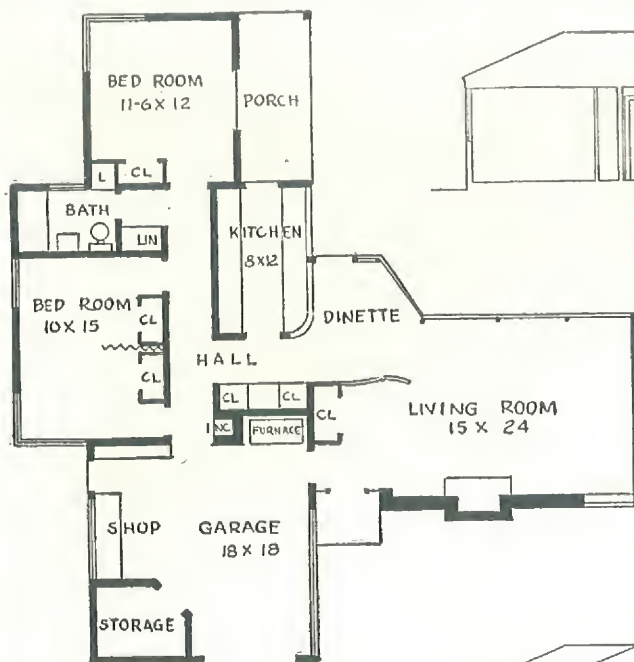 BED ROOM
11-6 X 12
PORCH
L
CL
BATH
LIN
KITCHEN
8X12
BED ROOM
10 X 15
CL
CL
DINETTE
HALL
CL
CL
CL
INC.
FURNACE
LIVING ROOM
15 X 24
SHOP
GARAGE
18 X 18
STORAGE